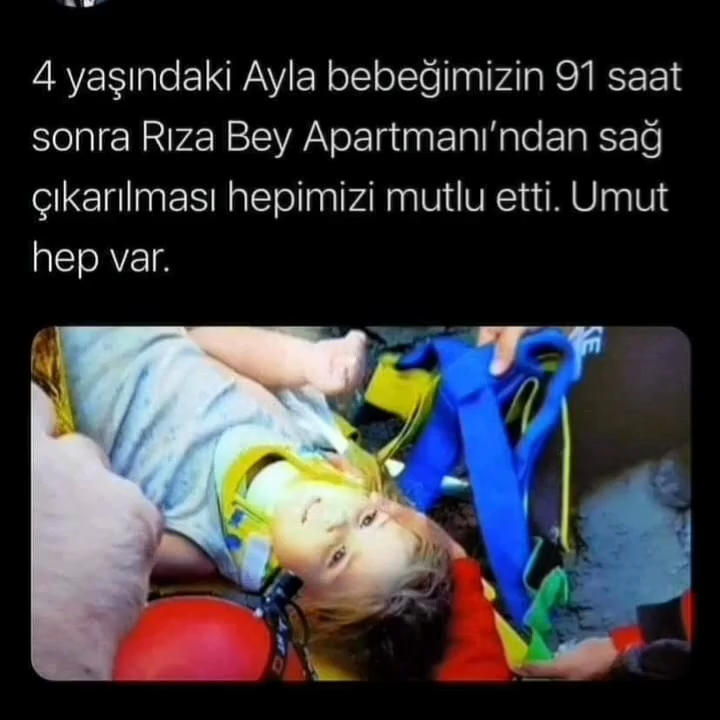 4 yaşındaki Ayla bebeğimizin 91 saat
sonra Rıza Bey Apartmanı'ndan sağ
çıkarılması hepimizi mutlu etti. Umut
hep var.